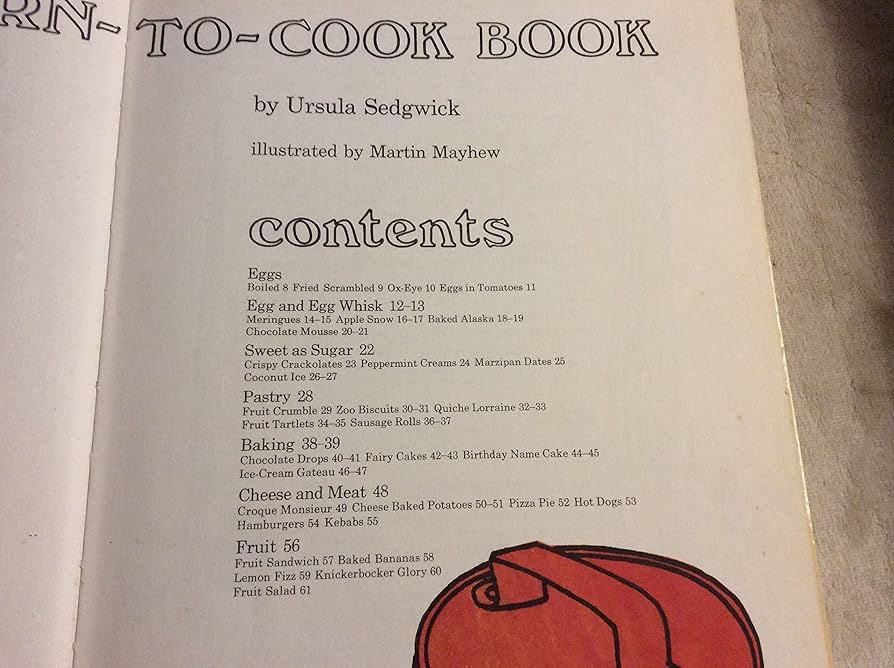 RN-TO-COOK BOOK
by Ursula Sedgwick
illustrated by Martin Mayhew
contents
Eggs
Boiled 8 Fried Scrambled 9 Ox-Eye 10 Eggs in Tomatoes 11
Egg and Egg Whisk 12–13
Meringues 14–15 Apple Snow 16–17 Baked Alaska 18–19
Chocolate Mousse 20–21
Sweet as Sugar 22
Crispy Crackolates 23 Peppermint Creams 24 Marzipan Dates 25
Coconut Ice 26–27
Pastry 28
Fruit Crumble 29 Zoo Biscuits 30–31 Quiche Lorraine 32–33
Fruit Tartlets 34–35 Sausage Rolls 36–37
Baking 38–39
Chocolate Drops 40–41 Fairy Cakes 42–43 Birthday Name Cake 44–45
Ice-Cream Gateau 46–47
Cheese and Meat 48
Croque Monsieur 49 Cheese Baked Potatoes 50–51 Pizza Pie 52 Hot Dogs 53
Hamburgers 54 Kebabs 55
Fruit 56
Fruit Sandwich 57 Baked Bananas 58
Lemon Fizz 59 Knickerbocker Glory 60
Fruit Salad 61